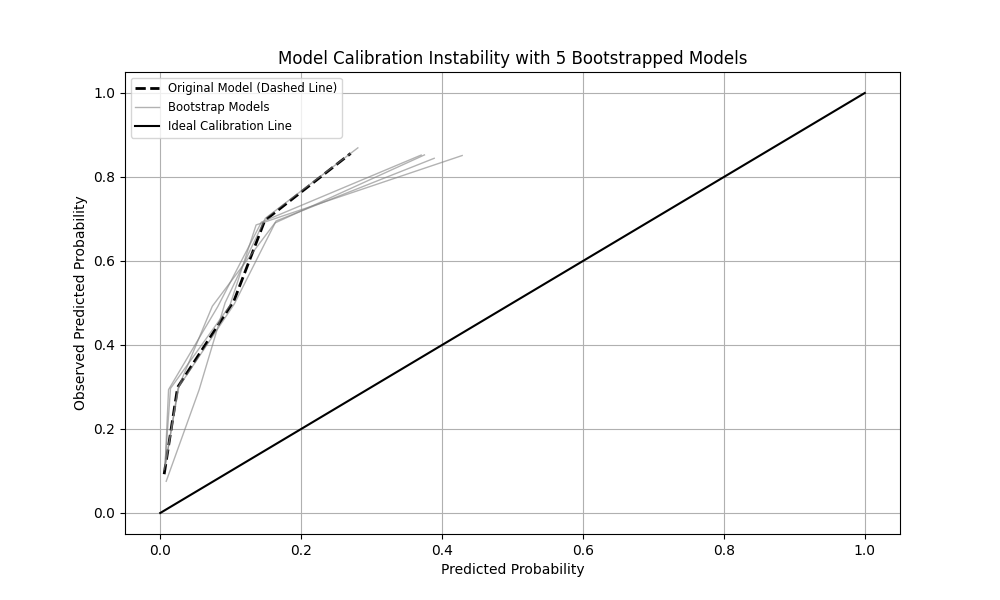 Model Calibration Instability with 5 Bootstrapped Models
Original Model (Dashed Line)
Bootstrap Models
Ideal Calibration Line
1.0
0.8
0.6
0.4
0.2
0.0
Observed Predicted Probability
0.0 0.2 0.4 0.6 0.8 1.0
Predicted Probability